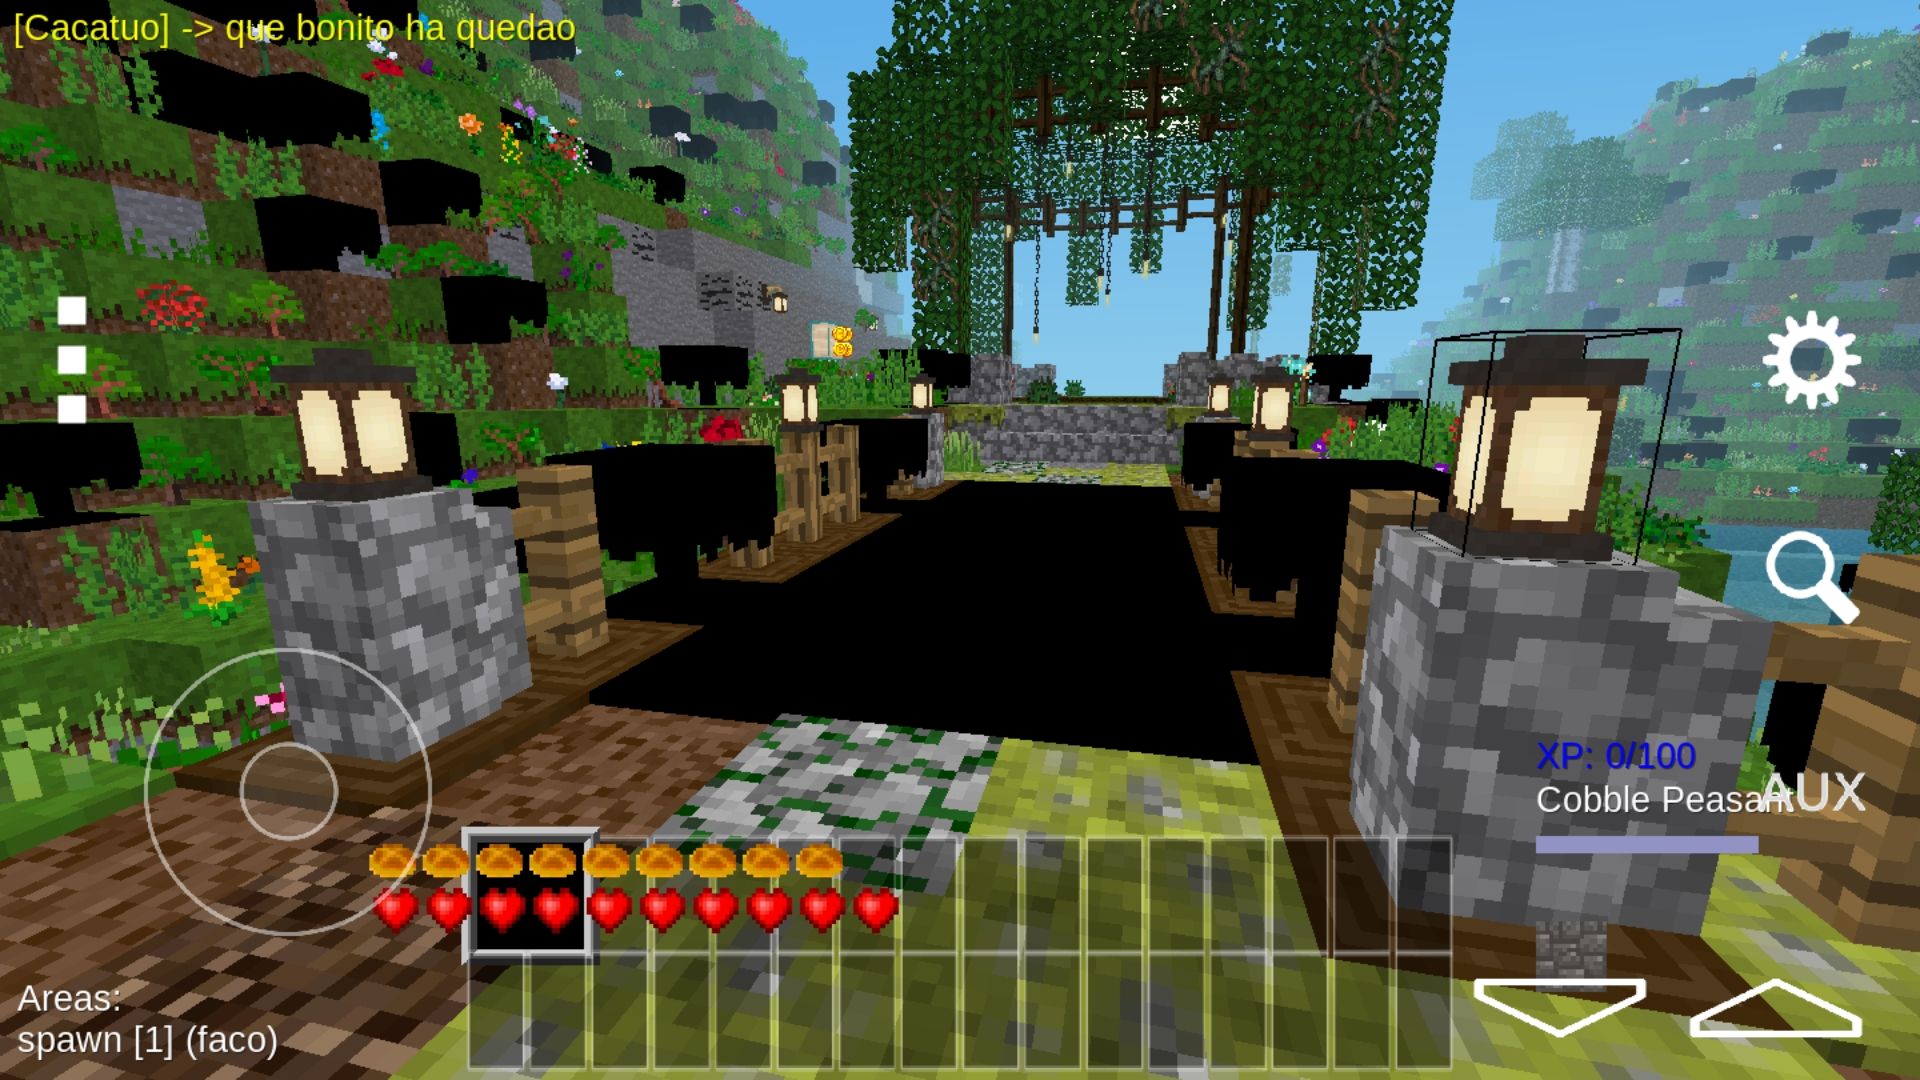 [Cacatuo] -> que bonito ha quedao
XP: 0/100
Cobble Peasant
AUX
Areas:
spawn [1] (faco)